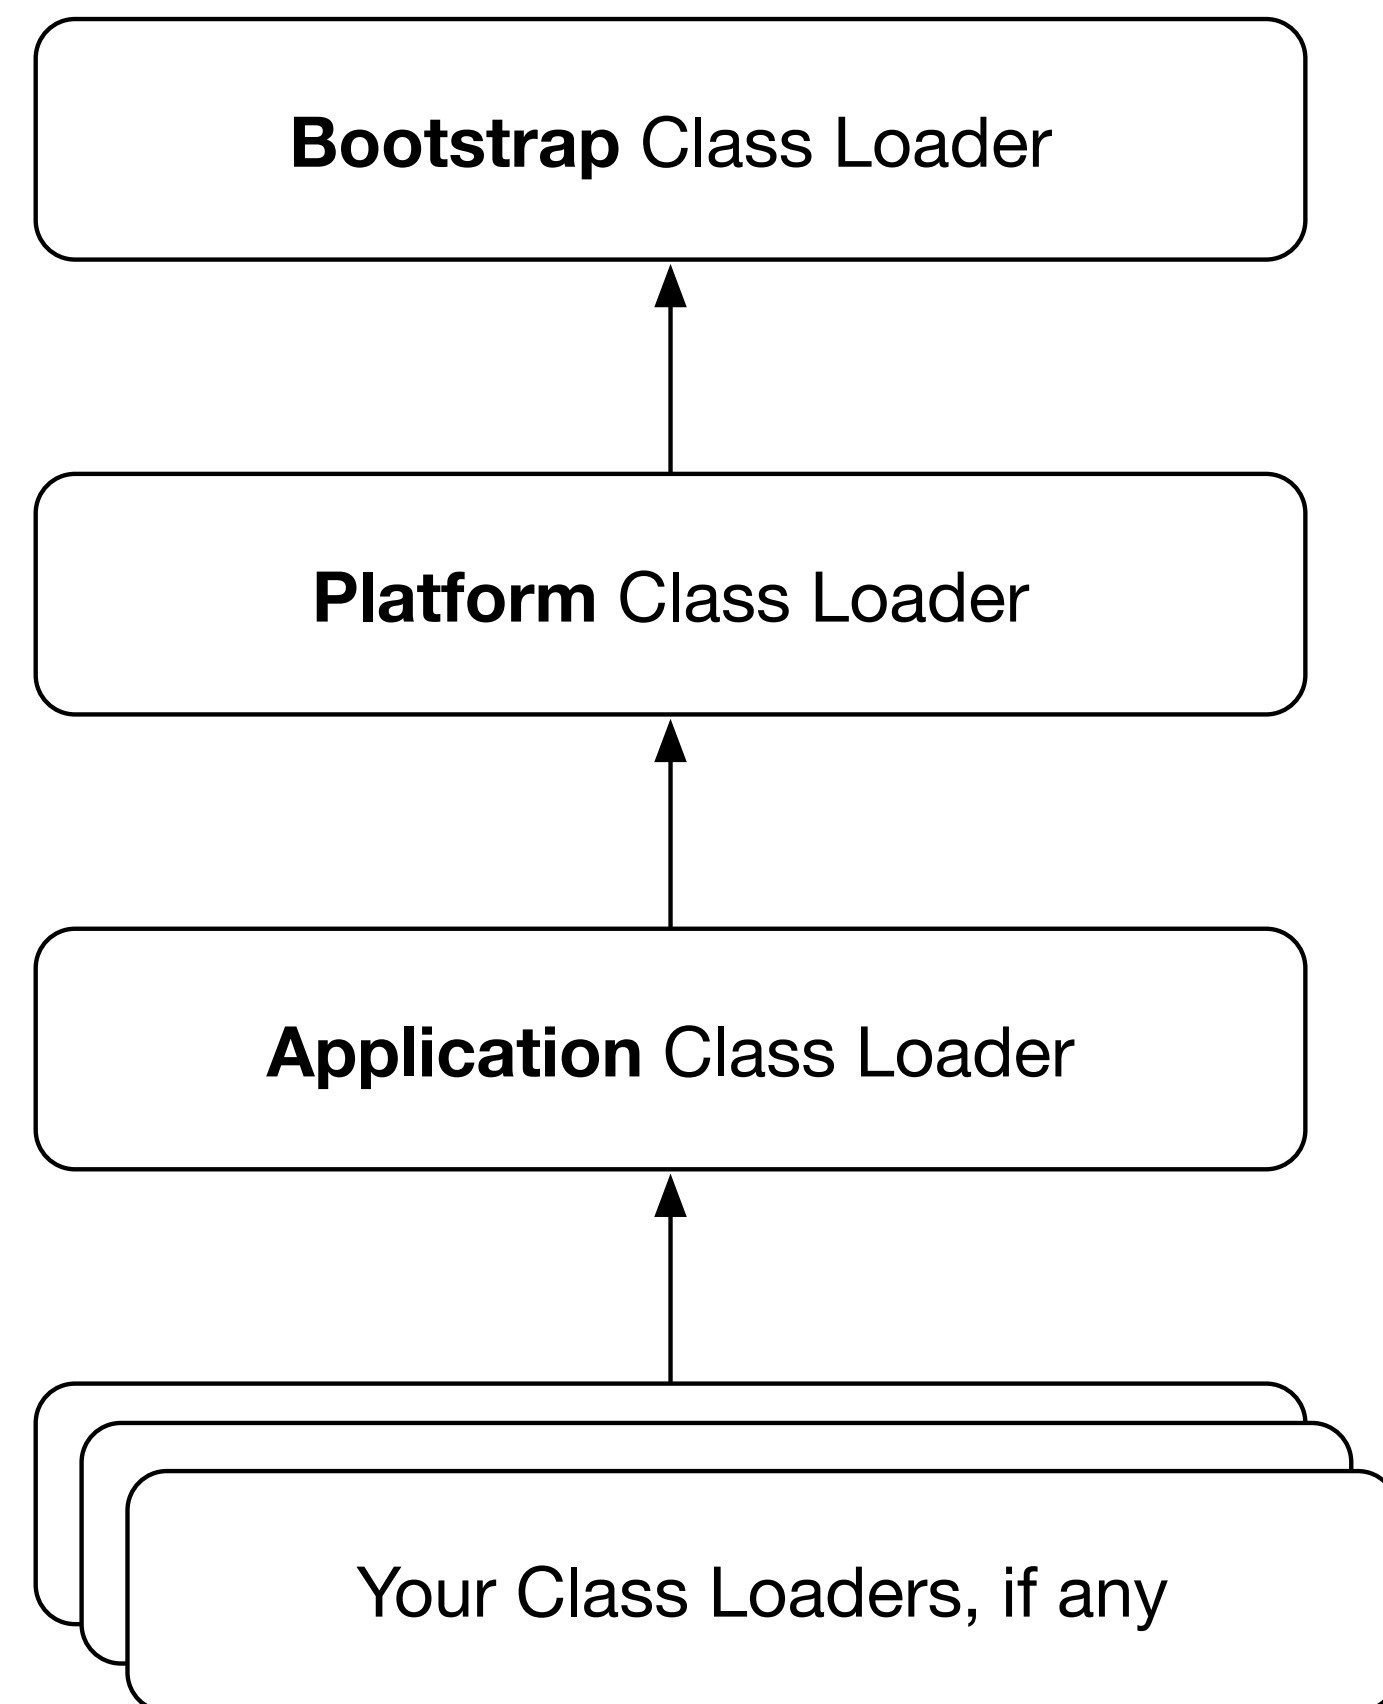 Bootstrap Class Loader
Platform Class Loader
Application Class Loader
Your Class Loaders, if any